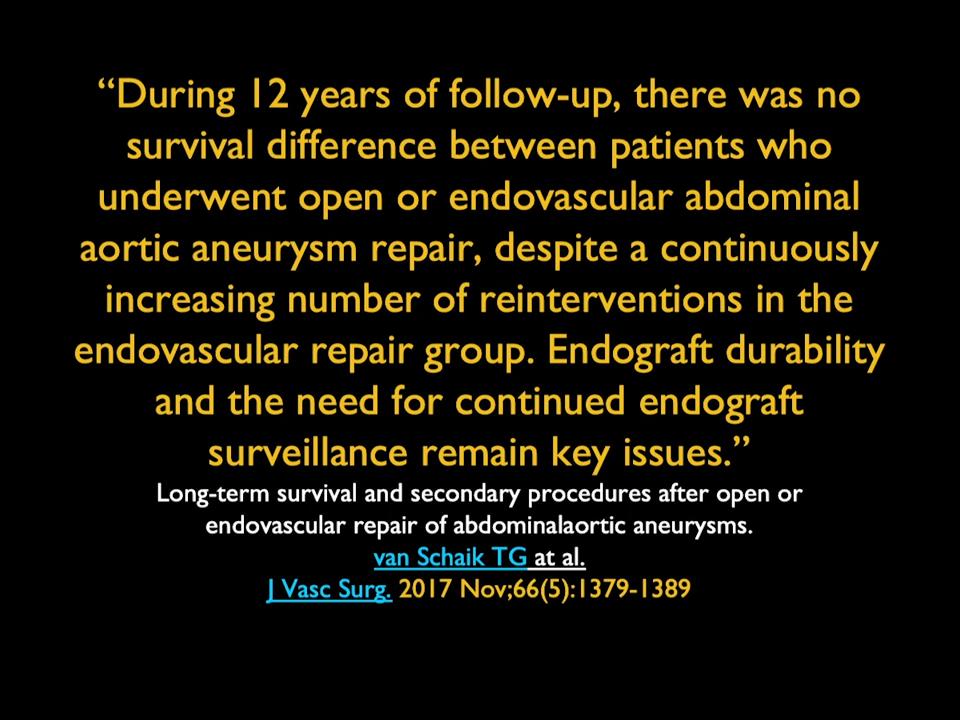 “During 12 years of follow-up, there was no
survival difference between patients who
underwent open or endovascular abdominal
aortic aneurysm repair, despite a continuously
increasing number of reinterventions in the
endovascular repair group. Endograft durability
and the need for continued endograft
surveillance remain key issues.”
Long-term survival and secondary procedures after open or
endovascular repair of abdominalaortic aneurysms.
van Schaik TG at al.
J Vasc Surg. 2017 Nov;66(5):1379-1389